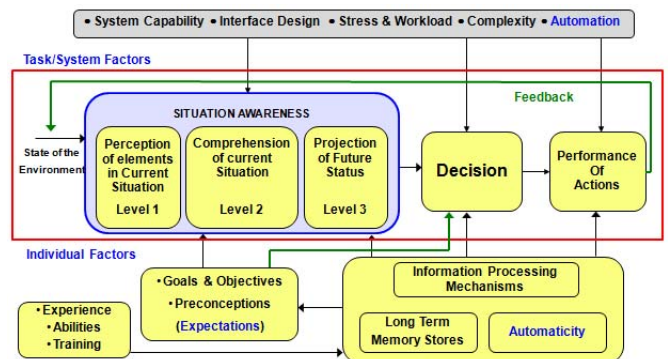 • System Capability • Interface Design • Stress & Workload • Complexity • Automation
Task/System Factors
Feedback
SITUATION AWARENESS
State of the
Environment
Perception
of elements
in Current
Situation
Level 1
Comprehension
of current
Situation
Level 2
Projection
of Future
Status
Level 3
Decision
Performance
Of
Actions
Individual Factors
• Goals & Objectives
• Preconceptions
(Expectations)
Information Processing
Mechanisms
Long Term
Memory Stores
Automaticity
• Experience
• Abilities
• Training